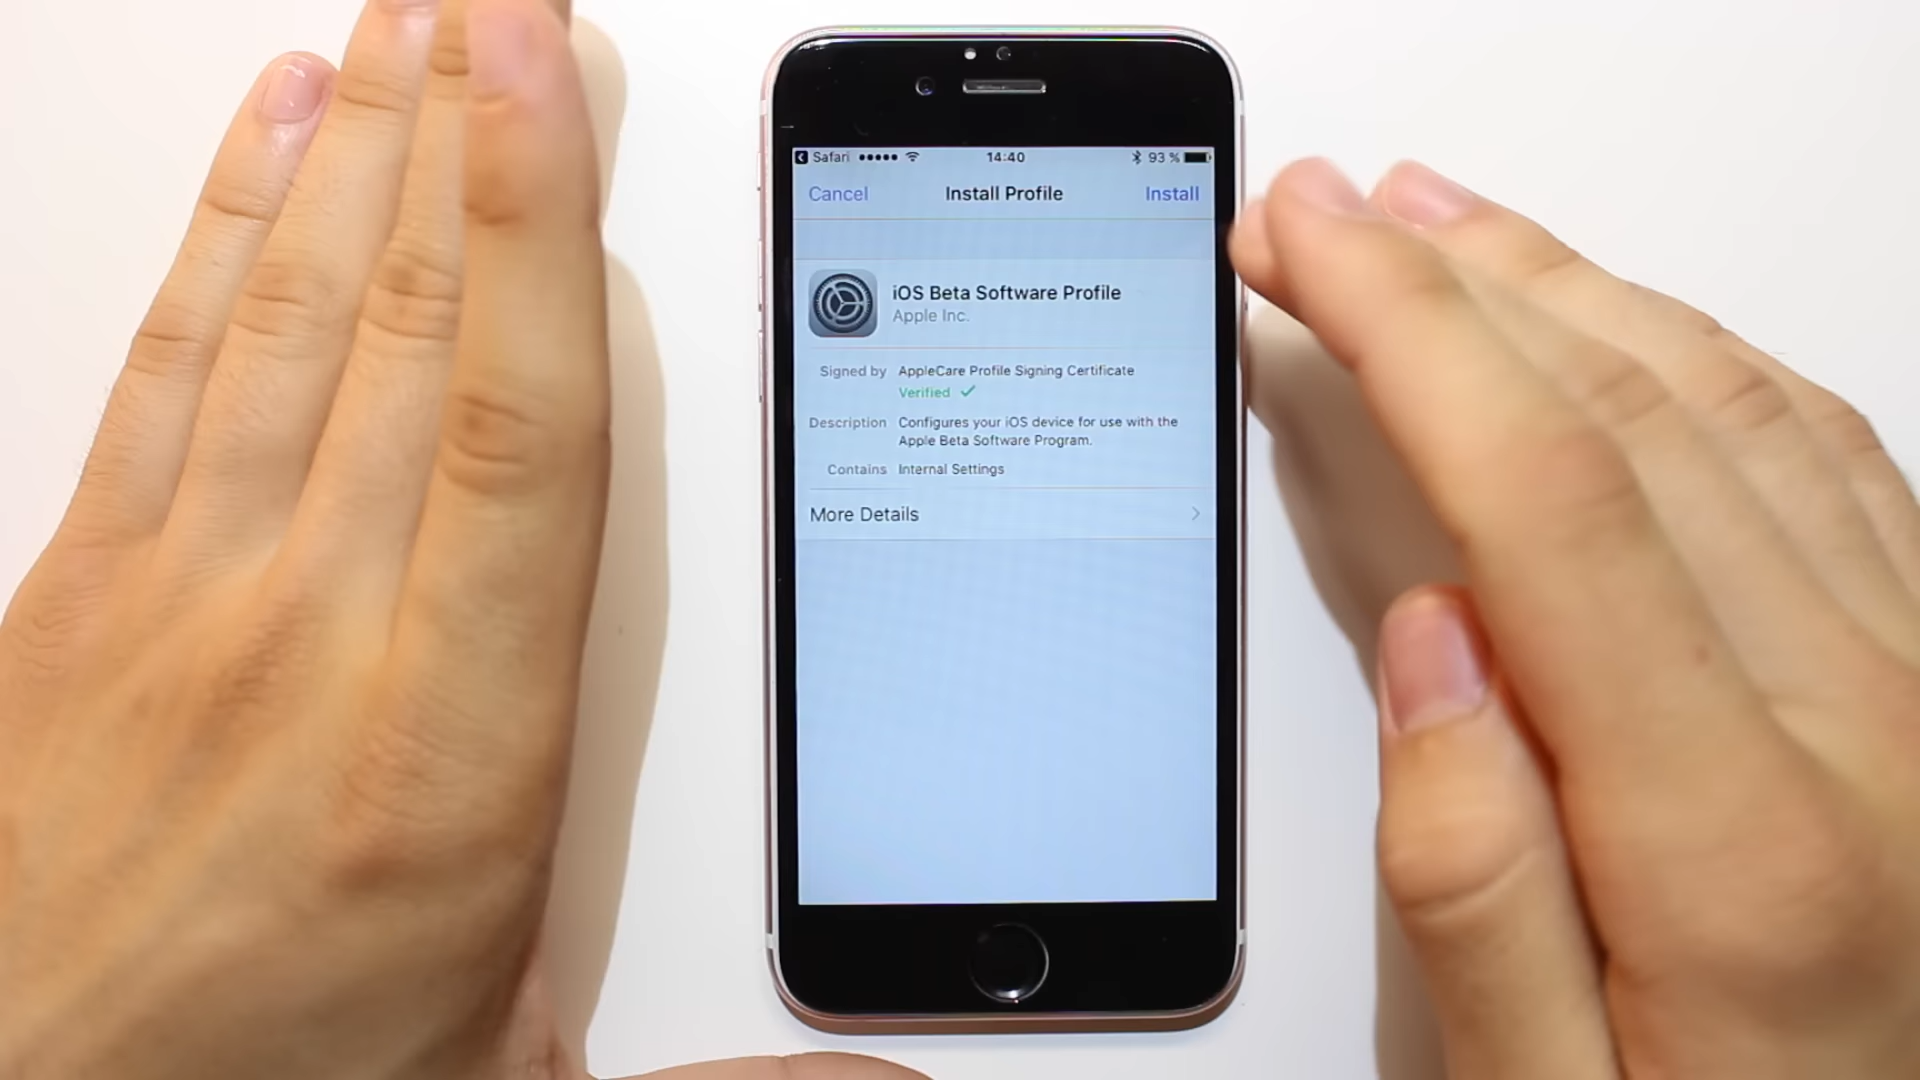 Safari 14:40 93 %
Cancel Install Profile Install
iOS Beta Software Profile
Apple Inc.
Signed by AppleCare Profile Signing Certificate
Verified
Description Configures your iOS device for use with the
Apple Beta Software Program.
Contains Internal Settings
More Details